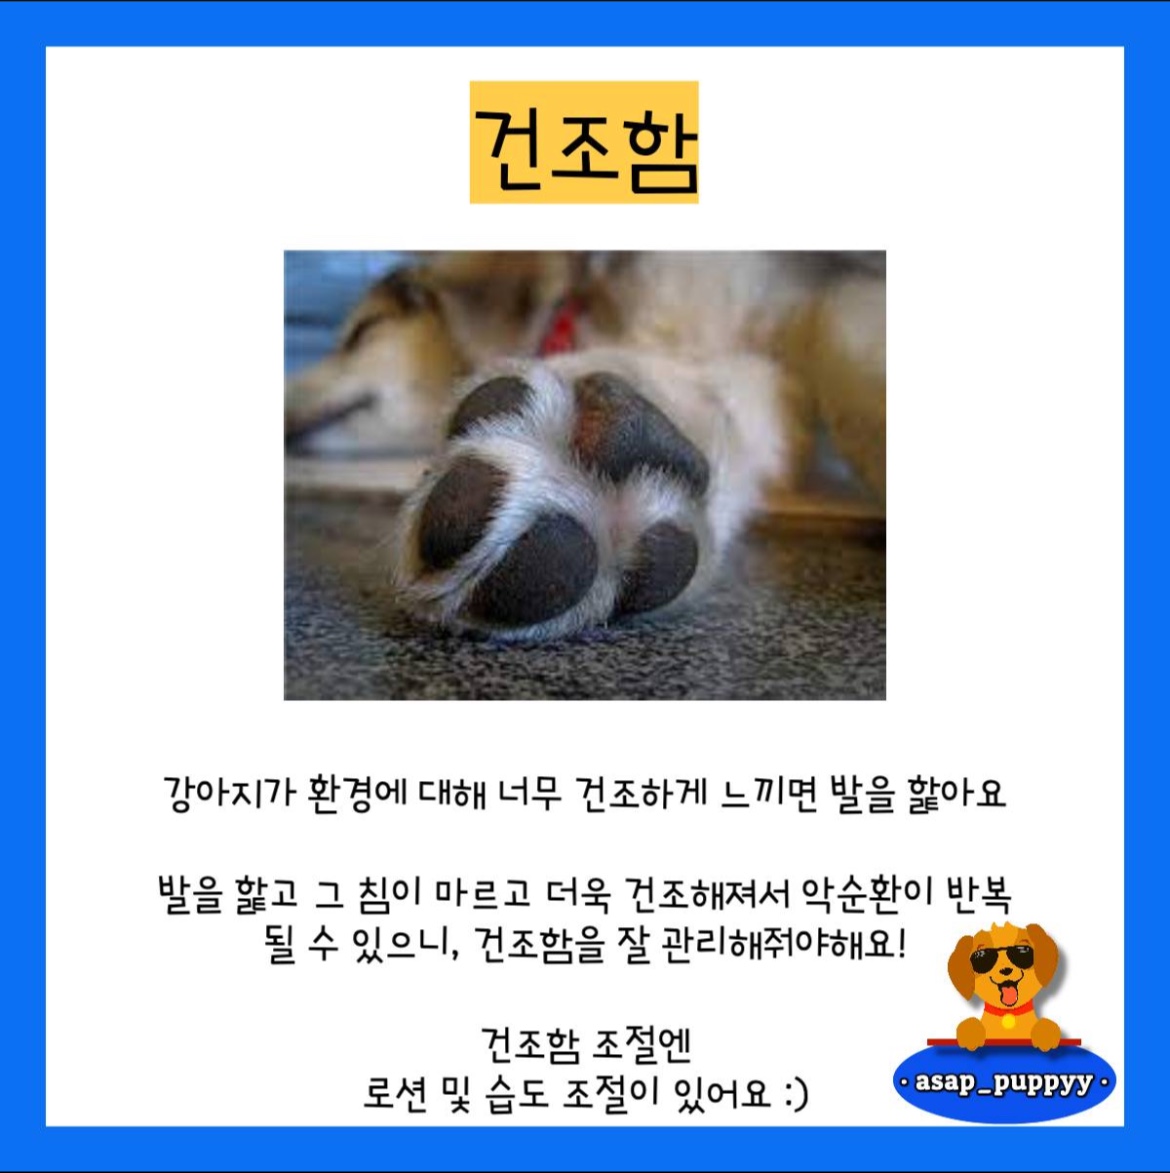 건조함
강아지가 환경에 대해 너무 건조하게 느끼면 발을 핥아요
발을 핥고 그 침이 마르고 더욱 건조해져서 악순환이 반복
될 수 있으니, 건조함을 잘 관리해줘야해요!
건조함 조절엔
로션 및 습도 조절이 있어요 :)
· asap_puppyy ·